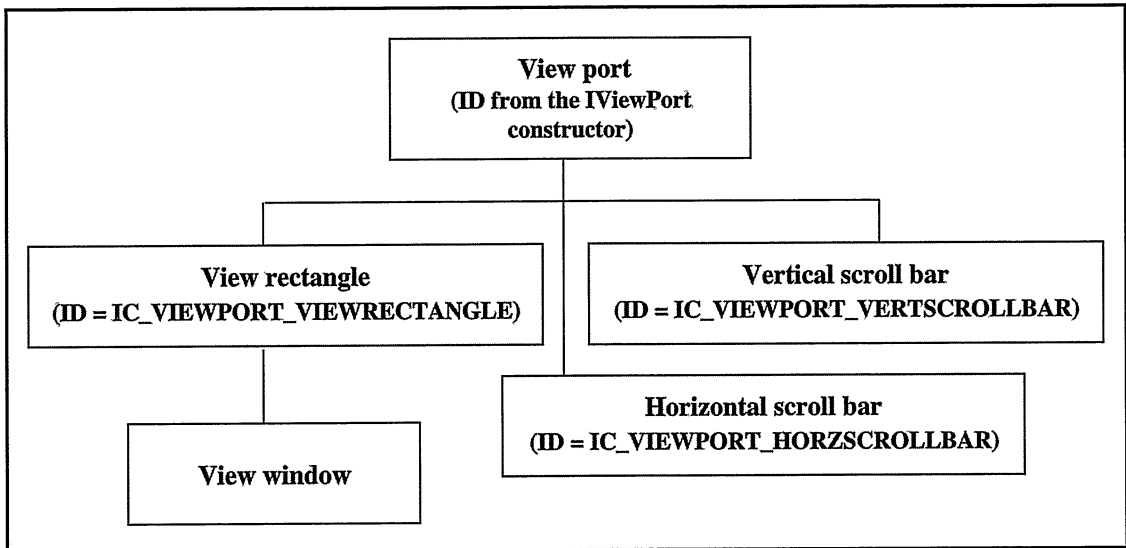 View port
(ID from the IViewPort
constructor)
View rectangle
(ID = IC_VIEWPORT_VIEWRECTANGLE)
Vertical scroll bar
(ID = IC_VIEWPORT_VERTSCROLLBAR)
Horizontal scroll bar
(ID = IC_VIEWPORT_HORZSCROLLBAR)
View window